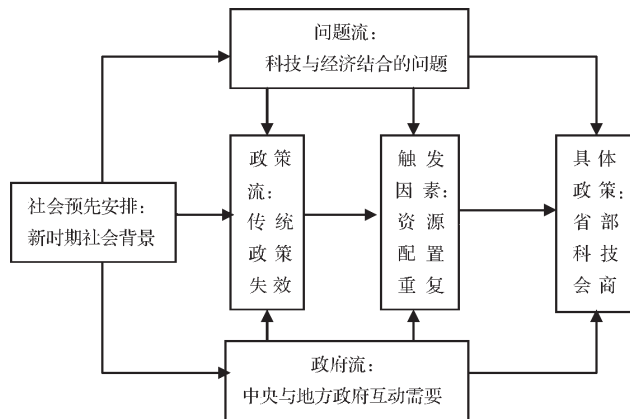 问题流：
科技与经济结合的问题
社会预先安排：
新时期社会背景
政策
流：
传统
政策
失效
触发
因素：
资源
配置
重复
具体
政策：
省部
科技
会商
政府流：
中央与地方政府互动需要